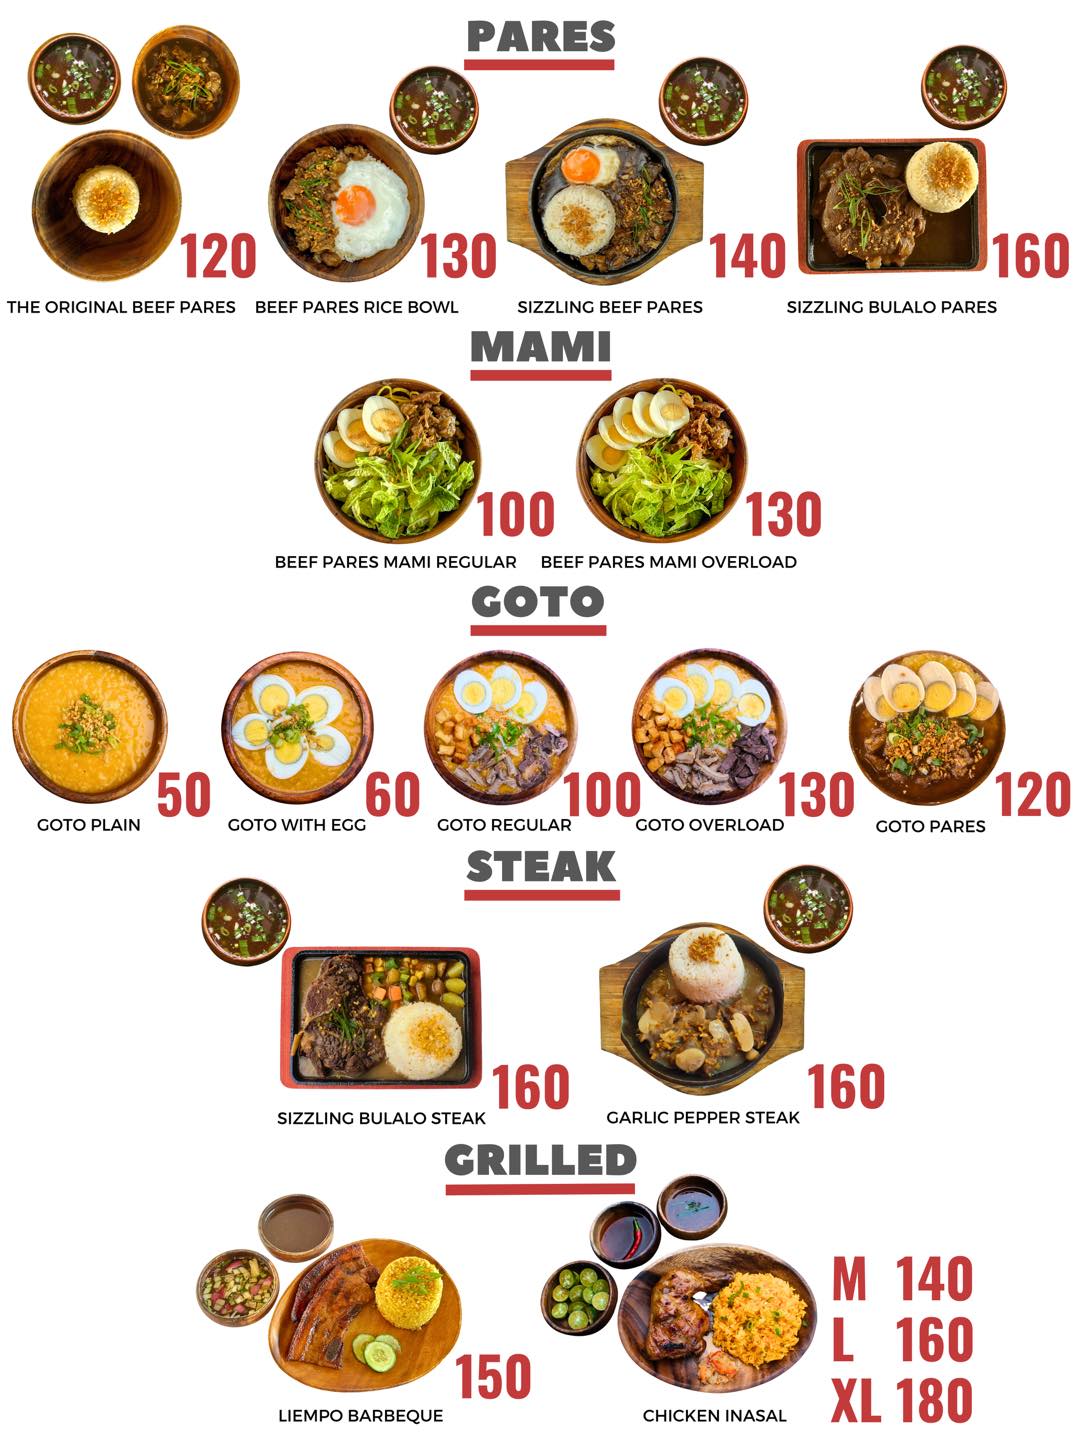 PARES
120
130
140
160
THE ORIGINAL BEEF PARES
BEEF PARES RICE BOWL
SIZZLING BEEF PARES
SIZZLING BULALO PARES
MAMI
100
130
BEEF PARES MAMI REGULAR
BEEF PARES MAMI OVERLOAD
GOTO
50
60
100
130
120
GOTO PLAIN
GOTO WITH EGG
GOTO REGULAR
GOTO OVERLOAD
GOTO PARES
STEAK
160
160
SIZZLING BULALO STEAK
GARLIC PEPPER STEAK
GRILLED
M 140
L 160
XL 180
150
LIEMPO BARBEQUE
CHICKEN INASAL